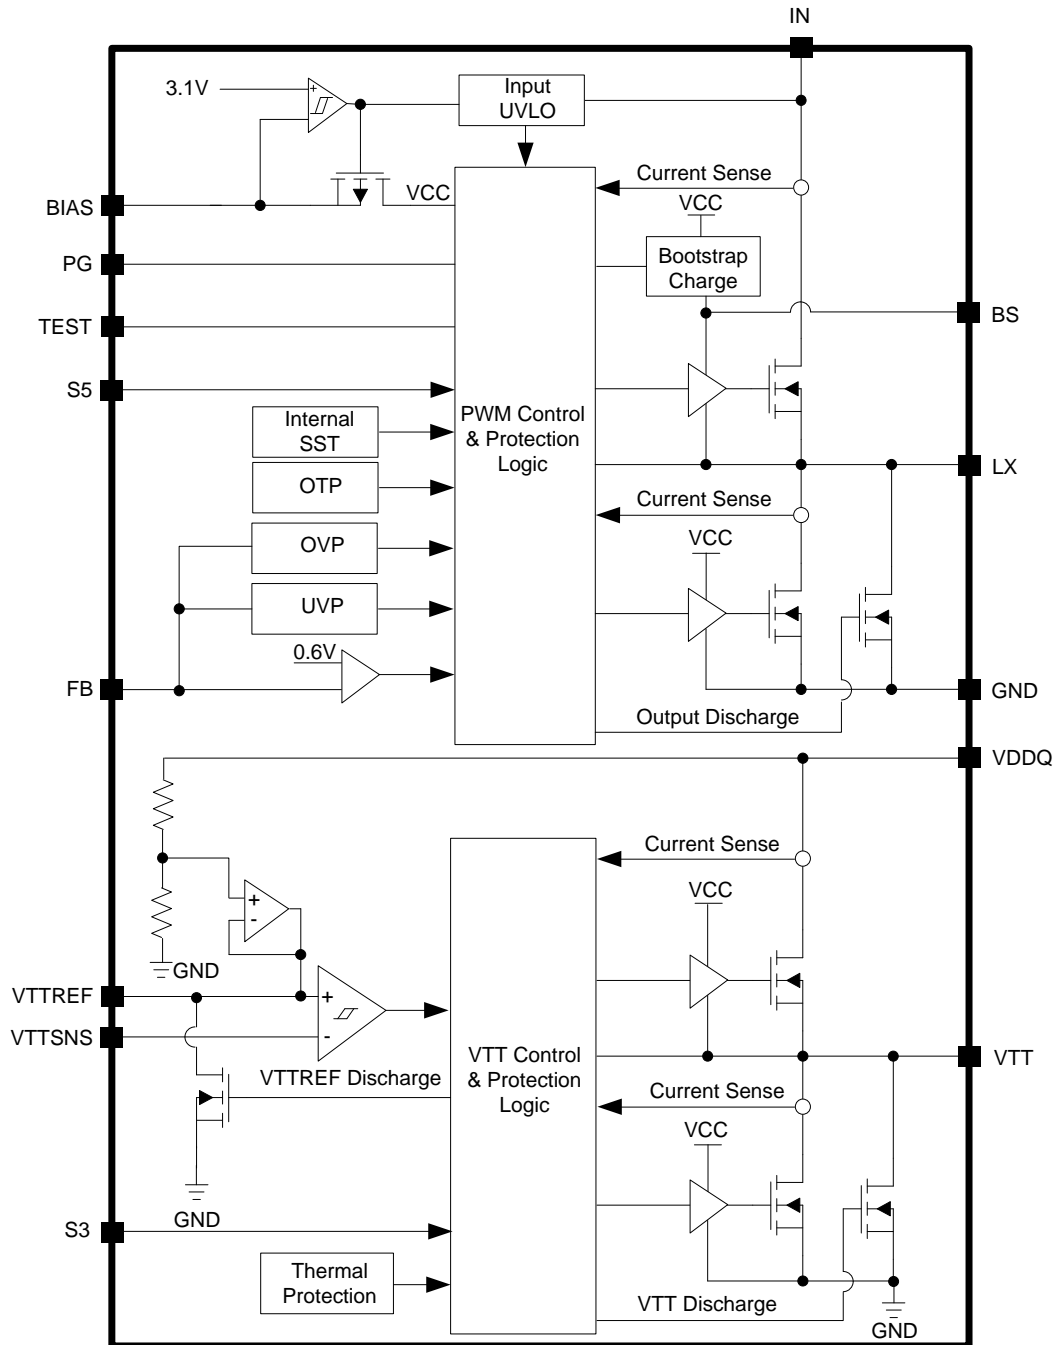 IN
3.1V
Input
UVLO
Current Sense
VCC
VCC
BIAS
PG
Bootstrap
Charge
BS
TEST
S5
Internal
SST
PWM Control
& Protection
Logic
OTP
LX
Current Sense
VCC
OVP
UVP
0.6V
FB
GND
Output Discharge
VDDQ
Current Sense
VCC
+
-
GND
VTTREF
+
VTTSNS
-
VTT Control
& Protection
Logic
VTT
VTTREF Discharge
Current Sense
VCC
GND
S3
Thermal
Protection
VTT Discharge
GND
+